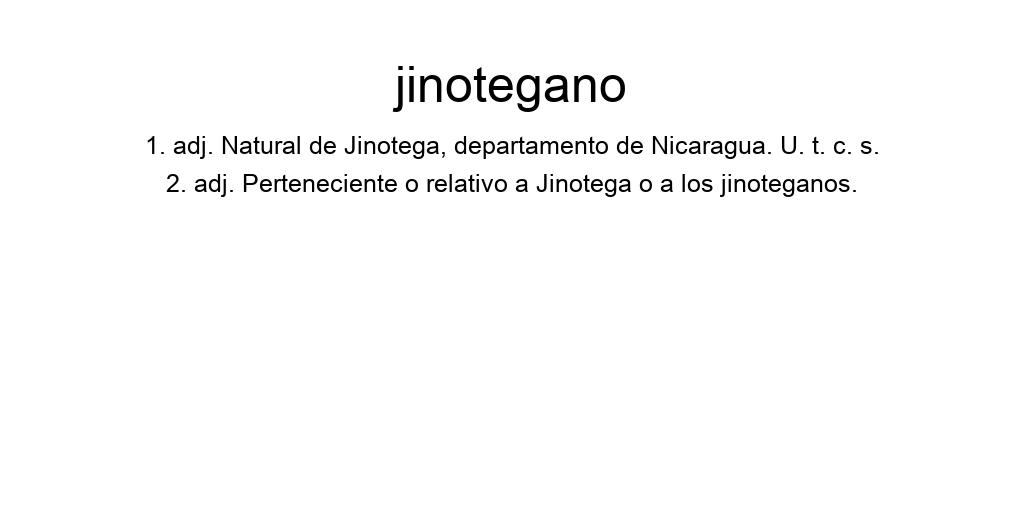 jinotegano
1. adj. Natural de Jinotega, departamento de Nicaragua. U. t. c. s.
2. adj. Perteneciente o relativo a Jinotega o a los jinoteganos.